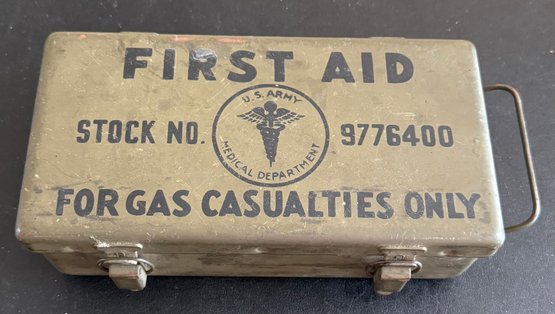 FIRST AID
U.S. ARMY
STOCK NO. 9776400
MEDICAL DEPARTMENT
FOR GAS CASUALTIES ONLY